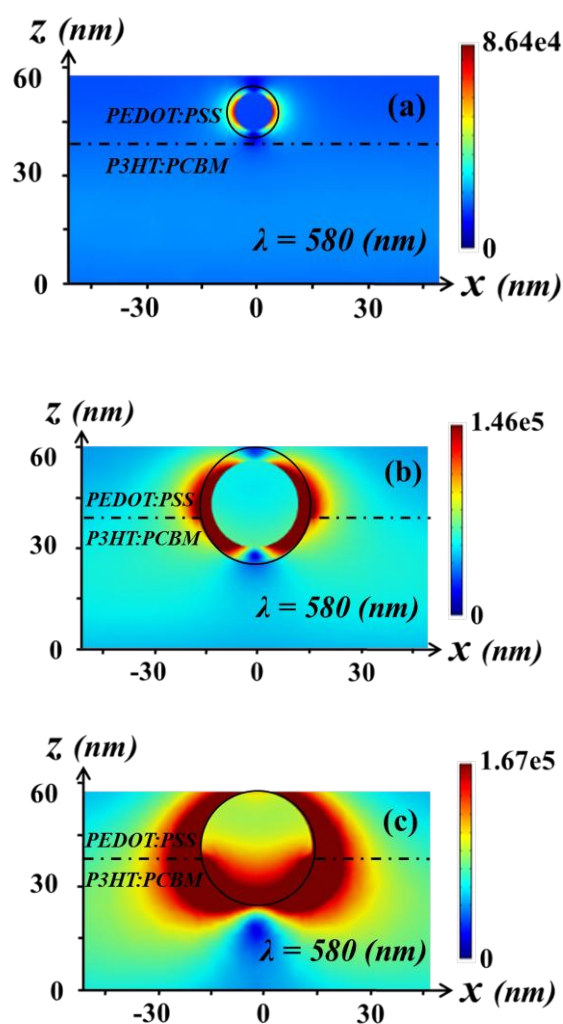 z (nm)
8.64e4
60
(a)
PEDOT:PSS
P3HT:PCBM
30
λ = 580 (nm)
0
0
x (nm)
-30
0
30
z (nm)
1.46e5
60
(b)
PEDOT:PSS
P3HT:PCBM
30
λ = 580 (nm)
0
0
x (nm)
-30
0
30
z (nm)
1.67e5
60
(c)
PEDOT:PSS
P3HT:PCBM
30
λ = 580 (nm)
0
0
x (nm)
-30
0
30